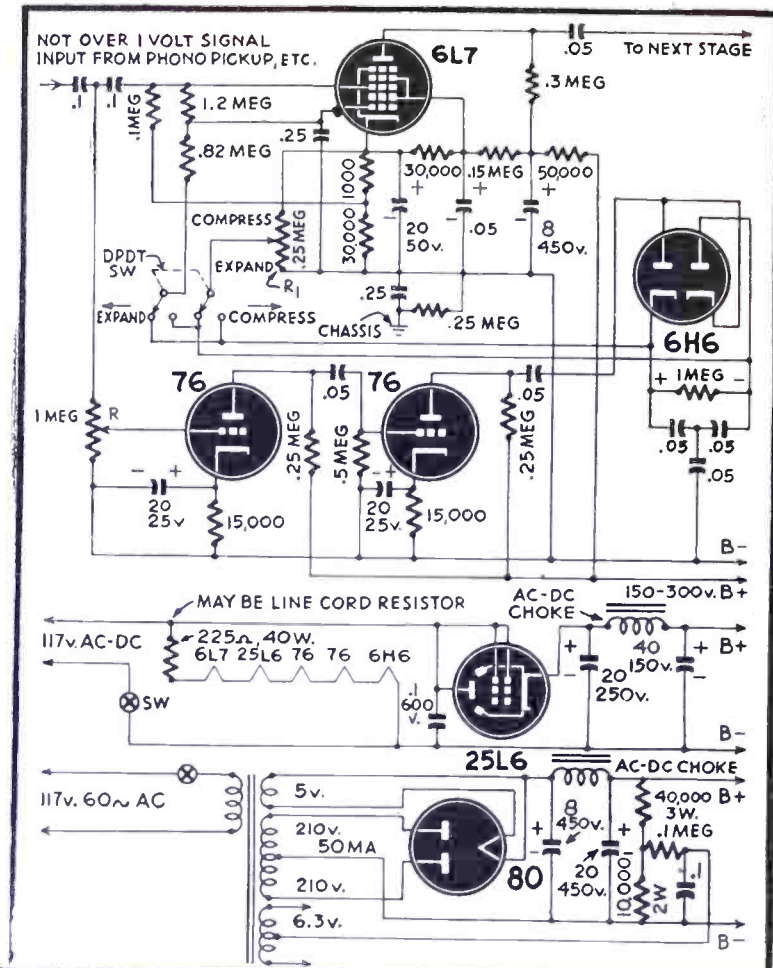 NOT OVER 1 VOLT SIGNAL
INPUT FROM PHONO PICKUP, ETC.
6L7
.05
TO NEXT STAGE
.1
.1
.1MEG
1.2 MEG
.82 MEG
.25
.3 MEG
1000
30,000
30,000
.15MEG
50,000
COMPRESS
.25 MEG
EXPAND
R1
+
-
20
50v.
+
-
.05
+
-
8
450v.
DPDT
SW
EXPAND
COMPRESS
.25
CHASSIS
.25 MEG
6H6
+ 1MEG -
.05
.05
.05
76
.05
76
.05
1 MEG
R
.25 MEG
.5 MEG
.25 MEG
- +
20
25v
15,000
- +
20
25v.
15,000
B-
150-300v. B+
MAY BE LINE CORD RESISTOR
AC-DC
CHOKE
117v. AC-DC
225Ω, 40W.
6L7 25L6 76 76 6H6
SW
.1
600
v.
25L6
+
-
20
250v.
40
150v.
+
-
B+
B-
117v. 60~ AC
5v.
210v.
50MA
210v.
6.3v.
80
AC-DC CHOKE
B+
+
-
8
450v.
+
-
20
450v.
40,000
3W.
.1MEG
10,000
2W
.1
B-